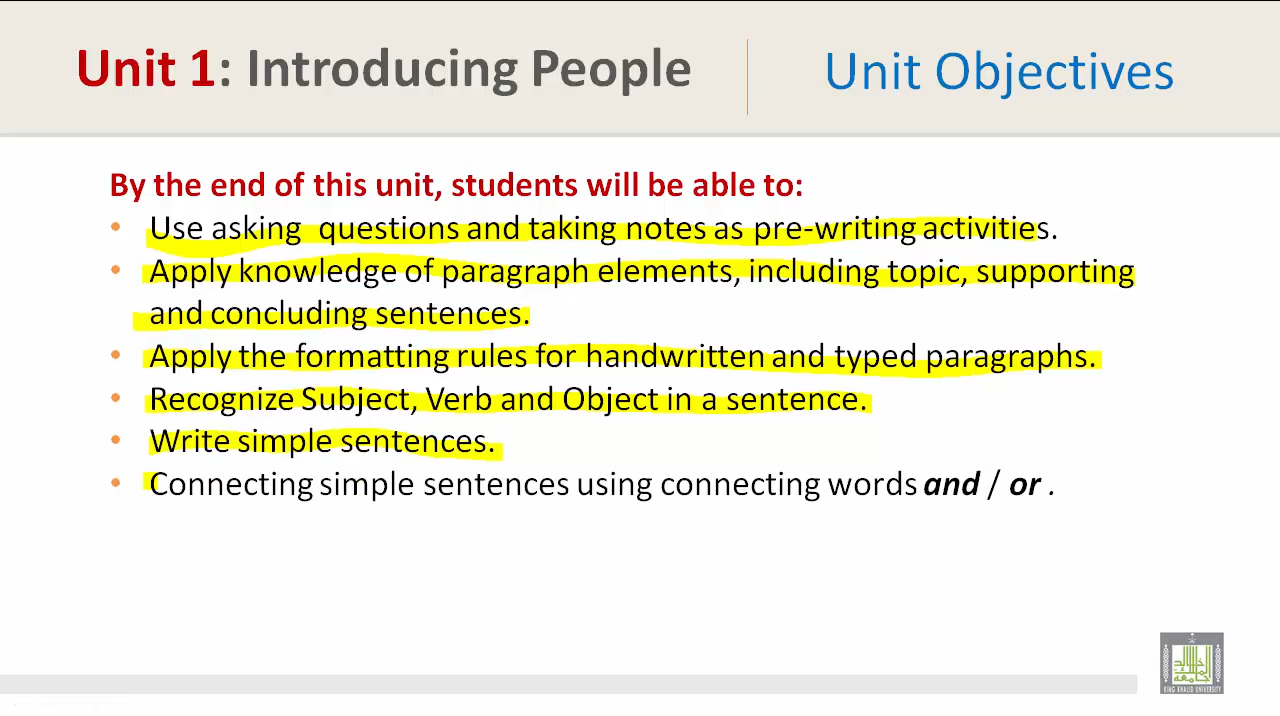 Unit 1: Introducing People
Unit Objectives
By the end of this unit, students will be able to:
• Use asking  questions and taking notes as pre-writing activities.
• Apply knowledge of paragraph elements, including topic, supporting
and concluding sentences.
• Apply the formatting rules for handwritten and typed paragraphs.
• Recognize Subject, Verb and Object in a sentence.
• Write simple sentences.
• Connecting simple sentences using connecting words and / or .
KING KHALID UNIVERSITY